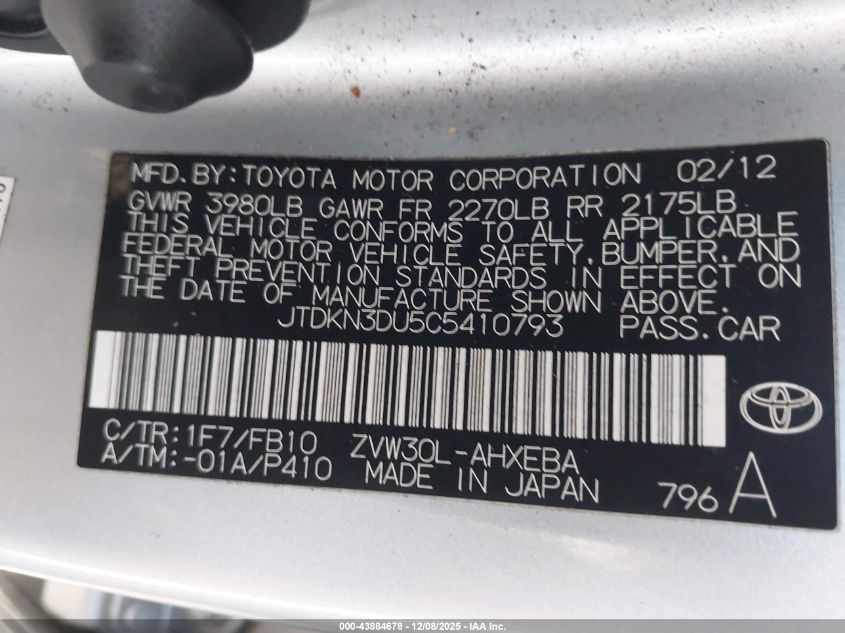 MFD. BY: TOYOTA MOTOR CORPORATION 02/12
GVWR 3980LB GAWR FR 2270LB RR 2175LB
THIS VEHICLE CONFORMS TO ALL APPLICABLE
FEDERAL MOTOR VEHICLE SAFETY, BUMPER, AND
THEFT PREVENTION STANDARDS IN EFFECT ON
THE DATE OF MANUFACTURE SHOWN ABOVE.
JTDKN3DU5C5410793 PASS.CAR
C/TR: 1F7/FB10 ZVW30L-AHXEBA
A/TM: -01A/P410 MADE IN JAPAN
796 A
000-43884678 | 12/08/2025 - IAA Inc.